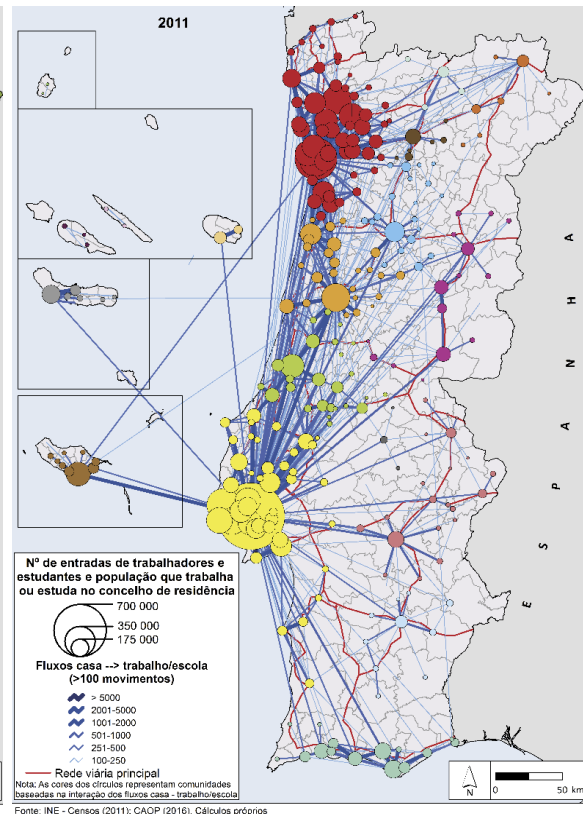 2011
A
H
N
A
P
S
E
Nº de entradas de trabalhadores e
estudantes e população que trabalha
ou estuda no concelho de residência
700 000
350 000
175 000
Fluxos casa --> trabalho/escola
(>100 movimentos)
> 5000
2001-5000
1001-2000
501-1000
251-500
100-250
Rede viária principal
Nota: As cores dos círculos representam comunidades
baseadas na interação dos fluxos casa - trabalho/escola
N
0
50 km
Fonte: INE - Censos (2011); CAOP (2016). Cálculos próprios